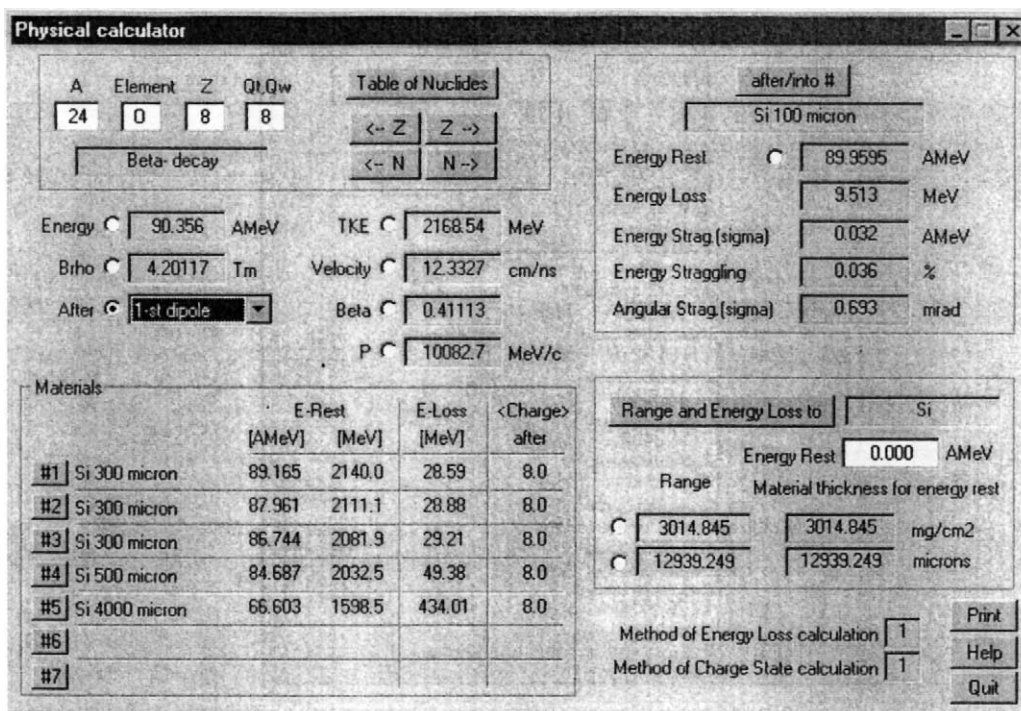 Physical calculator
A Element Z Qt,Qw
24 O 8 8
Beta- decay
Table of Nuclides
<-- Z Z -->
<-- N N -->
Energy 90.356 AMeV
Brho 4.20117 Tm
After 1-st dipole
TKE 2168.54 MeV
Velocity 12.3327 cm/ns
Beta 0.41113
P 10082.7 MeV/c
after/into #
Si 100 micron
Energy Rest 89.9595 AMeV
Energy Loss 9.513 MeV
Energy Strag.(sigma) 0.032 AMeV
Energy Straggling 0.036 %
Angular Strag.(sigma) 0.693 mrad
Materials
E-Rest E-Loss <Charge>
[AMeV] [MeV] [MeV] after
#1 Si 300 micron 89.165 2140.0 28.59 8.0
#2 Si 300 micron 87.961 2111.1 28.88 8.0
#3 Si 300 micron 86.744 2081.9 29.21 8.0
#4 Si 500 micron 84.687 2032.5 49.38 8.0
#5 Si 4000 micron 66.603 1598.5 434.01 8.0
#6
#7
Range and Energy Loss to Si
Energy Rest 0.000 AMeV
Range Material thickness for energy rest
3014.845 3014.845 mg/cm2
12939.249 12939.249 microns
Method of Energy Loss calculation 1
Method of Charge State calculation 1
Print
Help
Quit